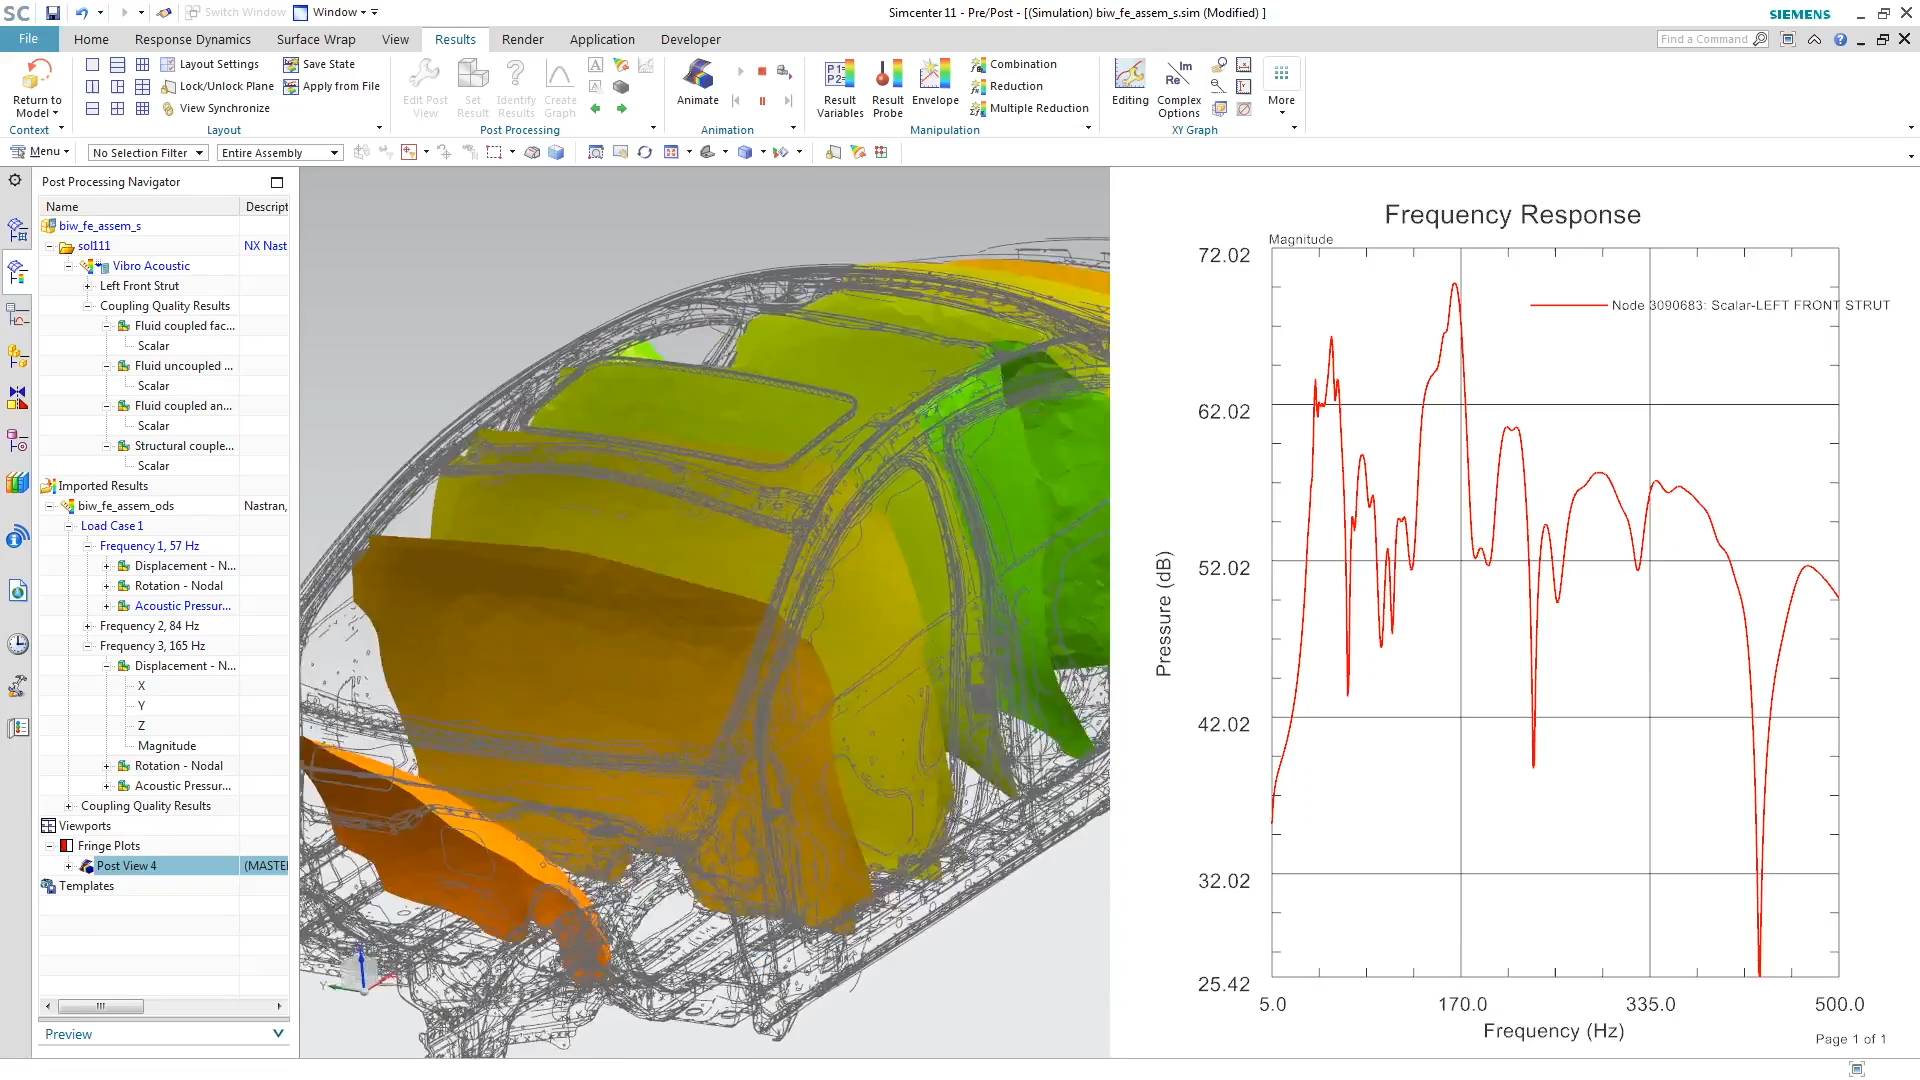 SC
Switch Window
Window
Simcenter 11 - Pre/Post - [(Simulation) biw_fe_assem_s.sim (Modified) ]
SIEMENS
File
Home
Response Dynamics
Surface Wrap
View
Results
Render
Application
Developer
Find a Command
Return to Model
Context
Layout Settings
Lock/Unlock Plane
View Synchronize
Save State
Apply from File
Layout
Edit Post View
Set Result
Identify Results
Create Graph
Post Processing
Animate
Animation
Result Variables
Result Probe
Envelope
Combination
Reduction
Multiple Reduction
Manipulation
Editing
Complex Options
XY Graph
More
Menu
No Selection Filter
Entire Assembly
Post Processing Navigator
Name
Descript
biw_fe_assem_s
sol111
NX Nast
Vibro Acoustic
Left Front Strut
Coupling Quality Results
Fluid coupled fac...
Scalar
Fluid uncoupled ...
Scalar
Fluid coupled an...
Scalar
Structural couple...
Scalar
Imported Results
biw_fe_assem_ods
Nastran,
Load Case 1
Frequency 1, 57 Hz
Displacement - N...
Rotation - Nodal
Acoustic Pressur...
Frequency 2, 84 Hz
Frequency 3, 165 Hz
Displacement - N...
X
Y
Z
Magnitude
Rotation - Nodal
Acoustic Pressur...
Coupling Quality Results
Viewports
Fringe Plots
Post View 4
(MASTE
Templates
Preview
Y
Frequency Response
Magnitude
72.02
62.02
52.02
42.02
32.02
25.42
Pressure (dB)
Node 3090683: Scalar-LEFT FRONT STRUT
5.0
170.0
335.0
500.0
Frequency (Hz)
Page 1 of 1